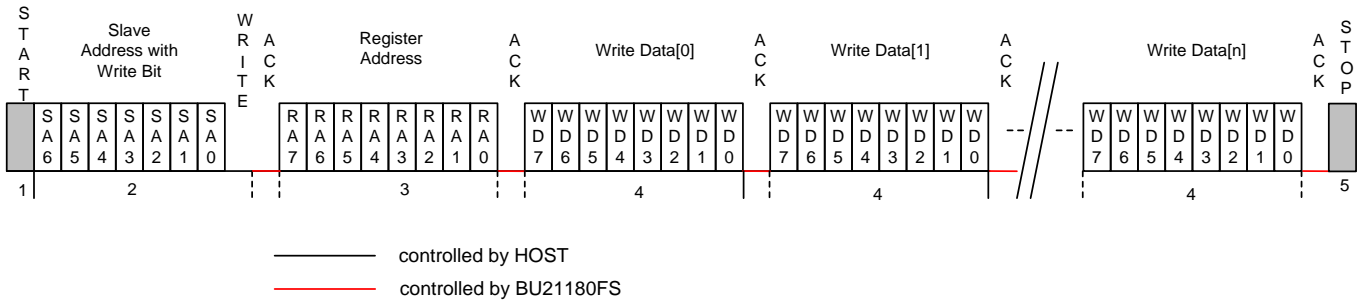 START
Slave
Address with
Write Bit
WRITE
ACK
Register
Address
ACK
Write Data[0]
ACK
Write Data[1]
ACK
Write Data[n]
ACK
STOP
SA6 SA5 SA4 SA3 SA2 SA1 SA0 RA7 RA6 RA5 RA4 RA3 RA2 RA1 RA0 WD7 WD6 WD5 WD4 WD3 WD2 WD1 WD0 WD7 WD6 WD5 WD4 WD3 WD2 WD1 WD0 WD7 WD6 WD5 WD4 WD3 WD2 WD1 WD0
1 2 3 4 4 4 5
controlled by HOST
controlled by BU21180FS